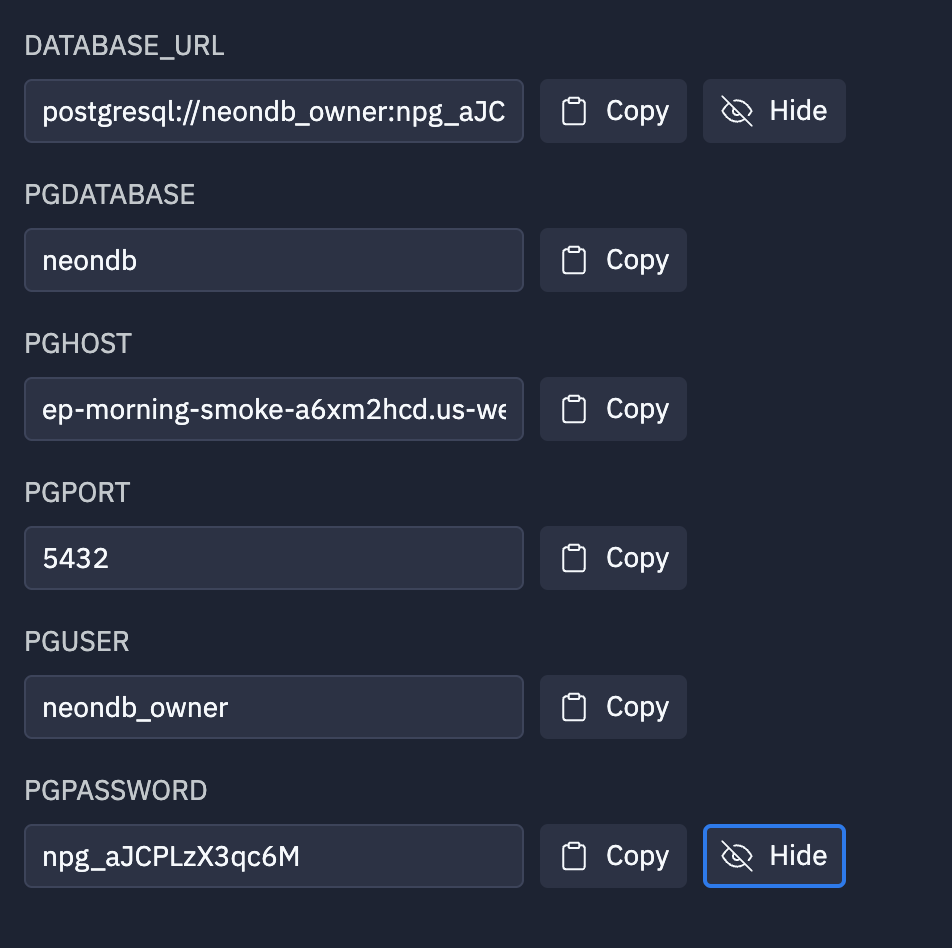 DATABASE_URL
postgresql://neondb_owner:npg_aJC Copy Hide
PGDATABASE
neondb Copy
PGHOST
ep-morning-smoke-a6xm2hcd.us-we Copy
PGPORT
5432 Copy
PGUSER
neondb_owner Copy
PGPASSWORD
npg_aJCPLzX3qc6M Copy Hide